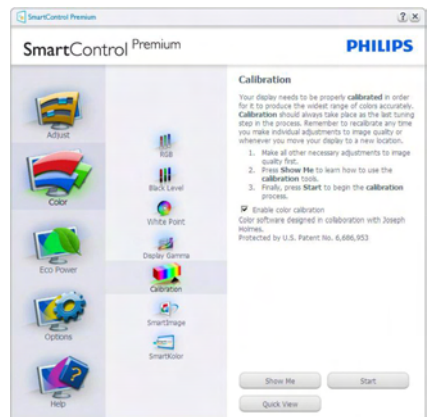 SmartControl Premium
SmartControl Premium
PHILIPS
Adjust
Color
Eco Power
Options
Help
RGB
Black Level
White Point
Display Gamma
Calibration
SmartImage
SmartKolor
Calibration
Your display needs to be properly calibrated in order
for it to produce the widest range of colors accurately.
Calibration should always take place as the last tuning
step in the process. Remember to recalibrate any time
you make individual adjustments to image quality or
whenever you move your display to a new location.
1. Make all other necessary adjustments to image
quality first.
2. Press Show Me to learn how to use the
calibration tools.
3. Finally, press Start to begin the calibration
process.
Enable color calibration
Color software designed in collaboration with Joseph
Holmes.
Protected by U.S. Patent No. 6,686,953
Show Me
Start
Quick View